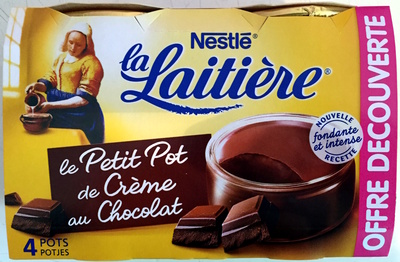 Nestlé®
la
Laitière®
le Petit Pot
de Crème
au Chocolat
NOUVELLE
fondante
et intense
RECETTE
OFFRE DECOUVERTE
4 POTS
POTJES